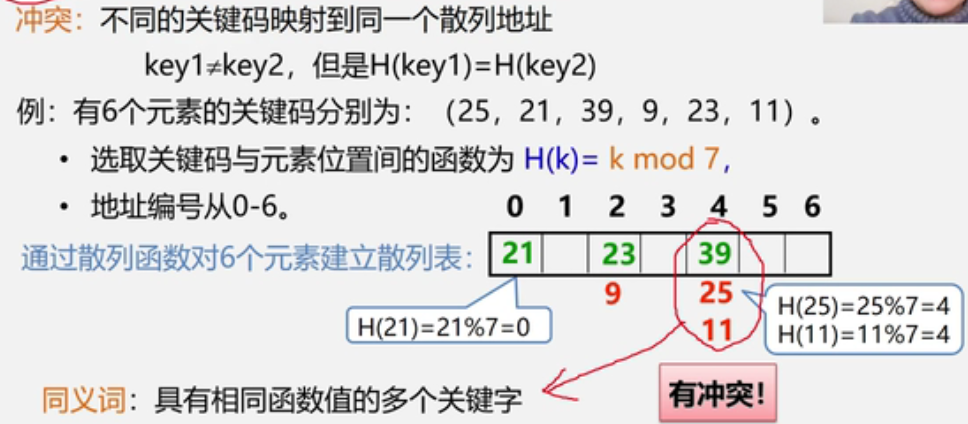 冲突：不同的关键码映射到同一个散列地址
key1≠key2，但是H(key1)=H(key2)
例：有6个元素的关键码分别为：（25，21，39，9，23，11）。
• 选取关键码与元素位置间的函数为 H(k)= k mod 7，
• 地址编号从0-6。
0 1 2 3 4 5 6
通过散列函数对6个元素建立散列表：
21 23 39
9 25
11
H(21)=21%7=0
H(25)=25%7=4
H(11)=11%7=4
有冲突！
同义词：具有相同函数值的多个关键字